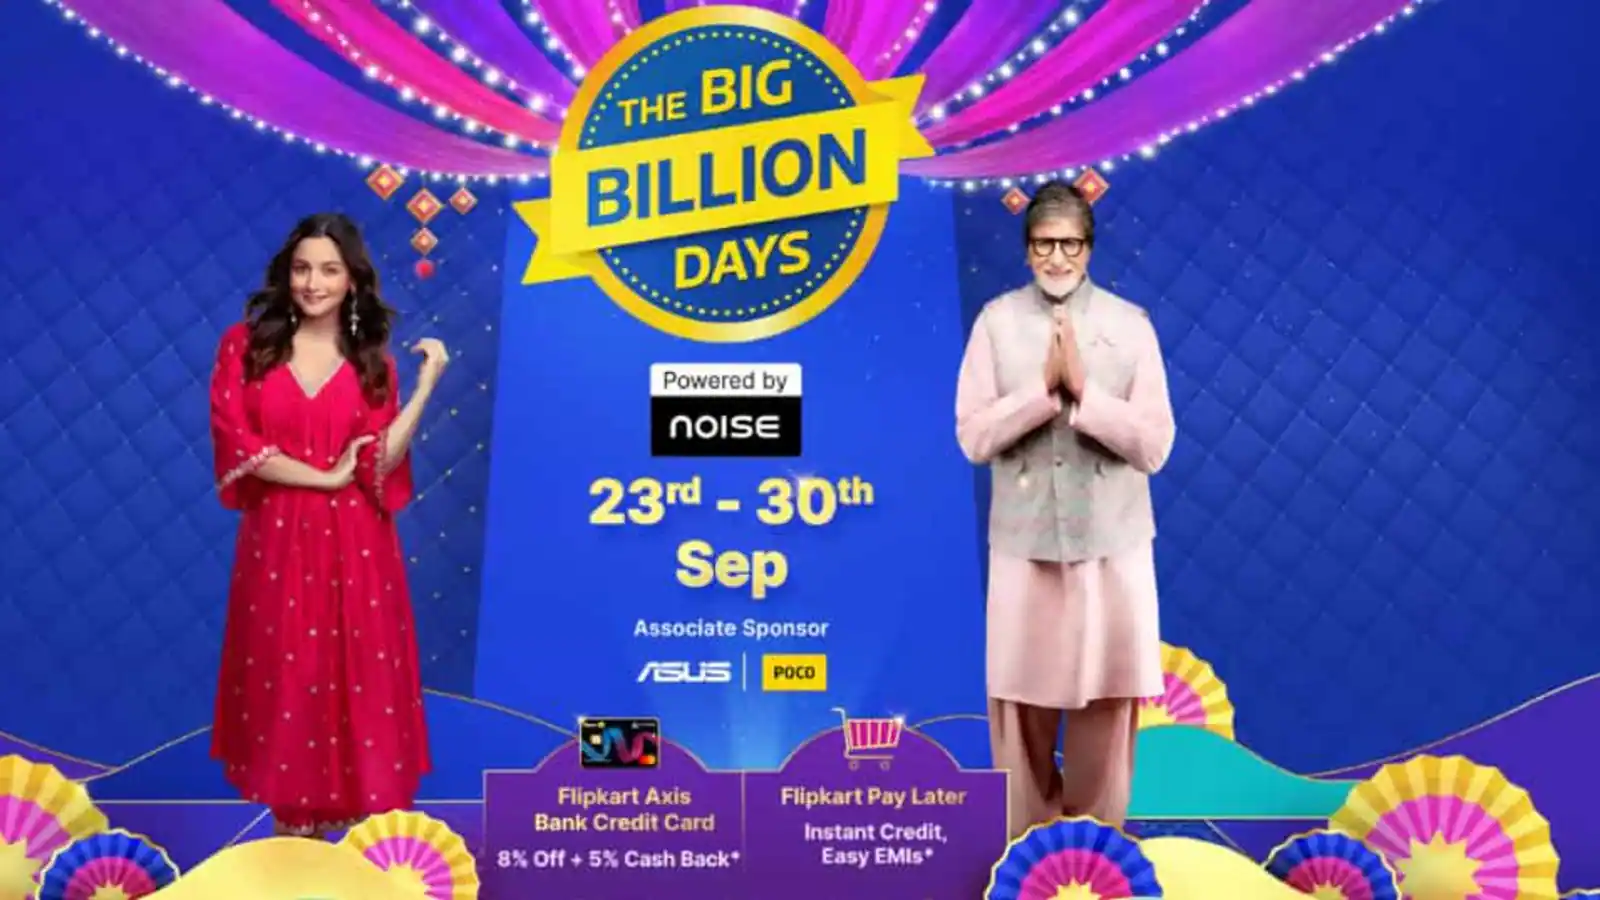 THE BIG
BILLION
DAYS
Powered by
noise
23rd - 30th
Sep
Associate Sponsor
ASUS
POCO
Flipkart Axis
Bank Credit Card
8% Off + 5% Cash Back*
Flipkart Pay Later
Instant Credit,
Easy EMIs*